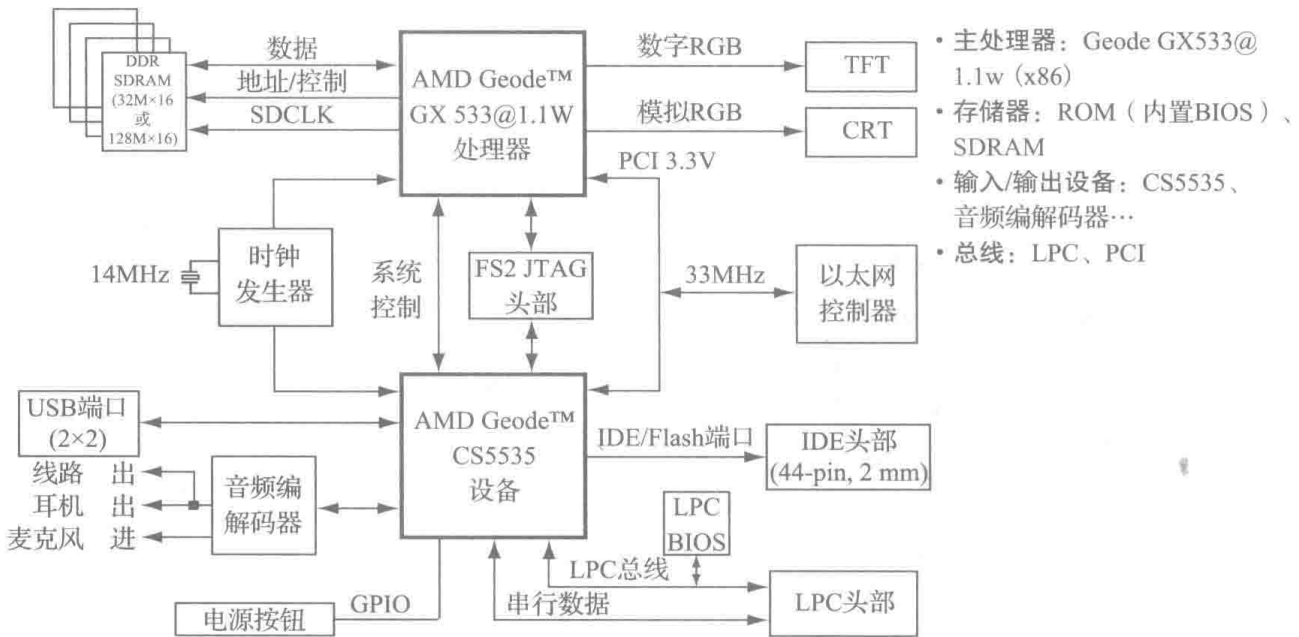 DDR
SDRAM
(32M×16
或
128M×16)
数据
地址/控制
SDCLK
AMD Geode™
GX 533@1.1W
处理器
数字RGB
TFT
模拟RGB
CRT
PCI 3.3V
14MHz
时钟
发生器
系统
控制
FS2 JTAG
头部
33MHz
以太网
控制器
USB端口
(2×2)
线路 出
耳机 出
麦克风 进
音频编
解码器
AMD Geode™
CS5535
设备
IDE/Flash端口
IDE头部
(44-pin, 2 mm)
LPC
BIOS
LPC总线
串行数据
LPC头部
GPIO
电源按钮
• 主处理器：Geode GX533@
1.1w (x86)
• 存储器：ROM（内置BIOS）、
SDRAM
• 输入/输出设备：CS5535、
音频编解码器…
• 总线：LPC、PCI